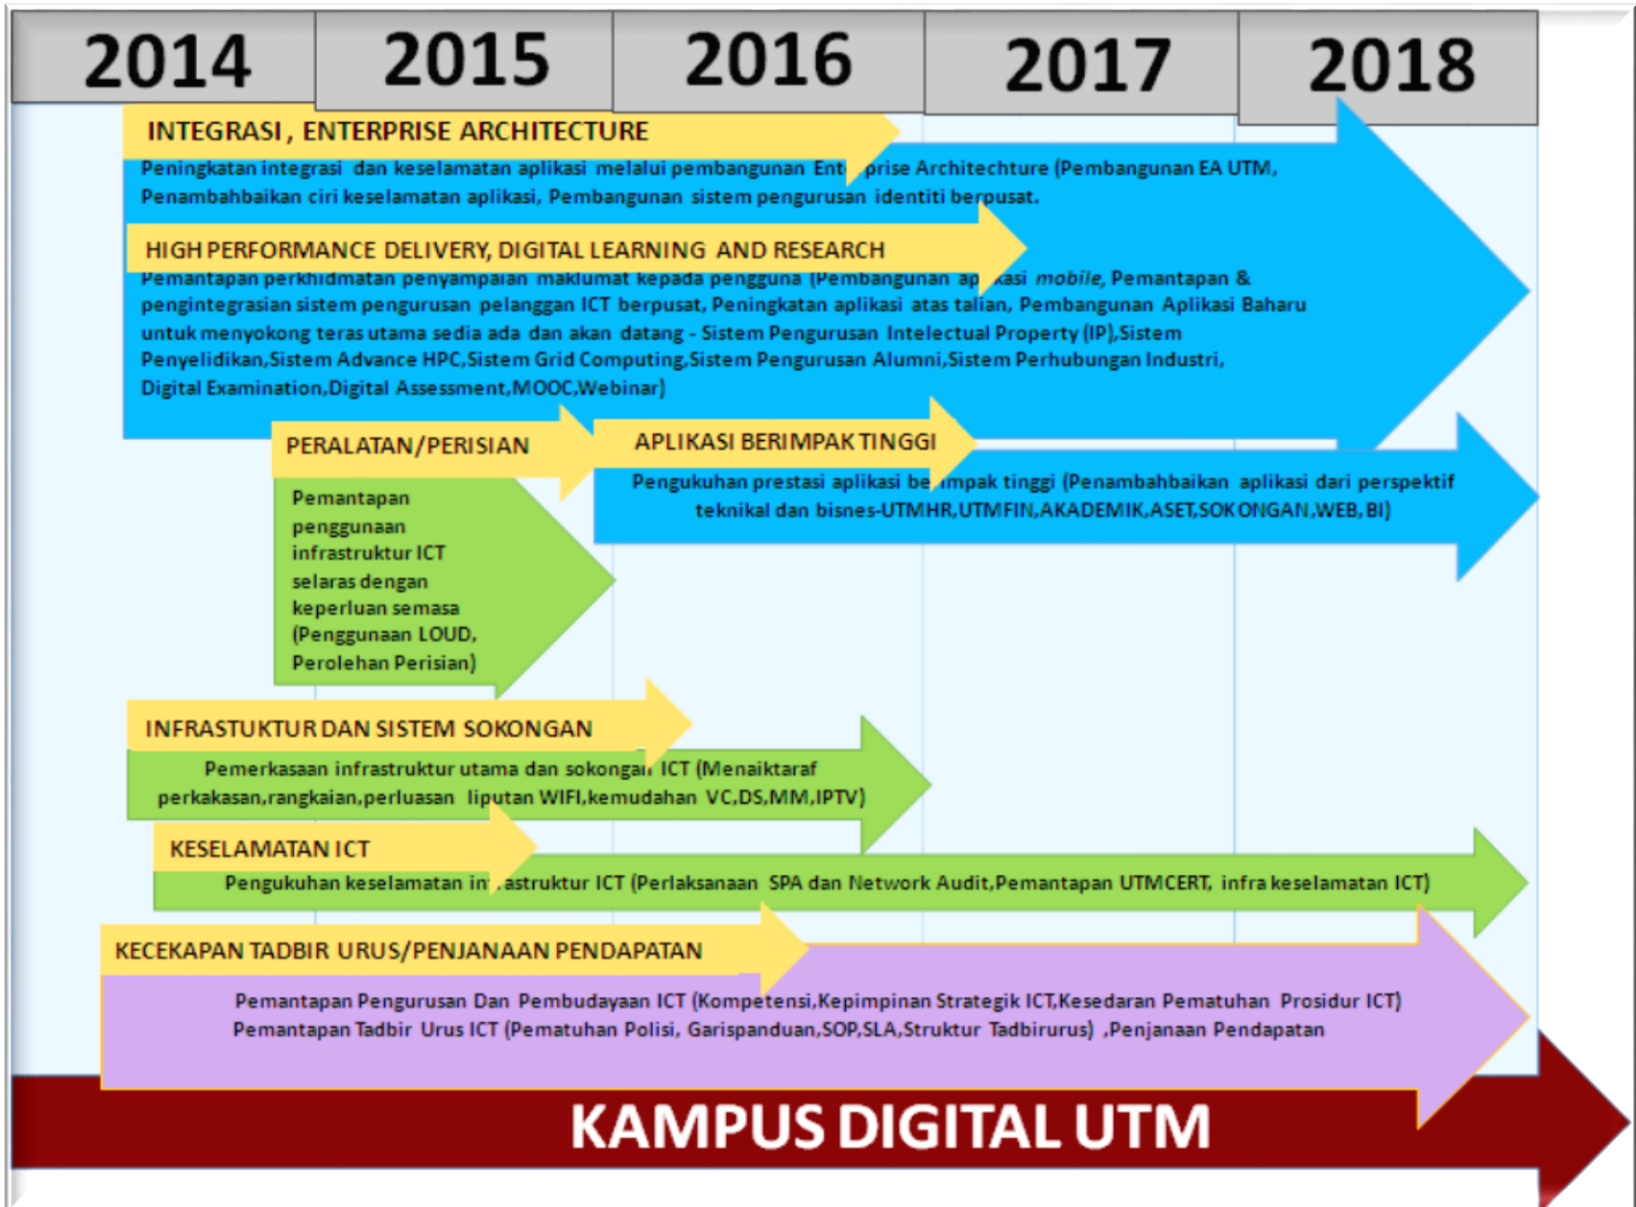 2014 2015 2016 2017 2018
INTEGRASI , ENTERPRISE ARCHITECTURE
Peningkatan integrasi dan keselamatan aplikasi melalui pembangunan Enterprise Architechture (Pembangunan EA UTM,
Penambahbaikan ciri keselamatan aplikasi, Pembangunan sistem pengurusan identiti berpusat.
HIGH PERFORMANCE DELIVERY, DIGITAL LEARNING AND RESEARCH
Pemantapan perkhidmatan penyampaian maklumat kepada pengguna (Pembangunan aplikasi mobile, Pemantapan &
pengintegrasian sistem pengurusan pelanggan ICT berpusat, Peningkatan aplikasi atas talian, Pembangunan Aplikasi Baharu
untuk menyokong teras utama sedia ada dan akan datang - Sistem Pengurusan Intelectual Property (IP),Sistem
Penyelidikan,Sistem Advance HPC,Sistem Grid Computing,Sistem Pengurusan Alumni,Sistem Perhubungan Industri,
Digital Examination,Digital Assessment,MOOC,Webinar)
PERALATAN/PERISIAN
Pemantapan
penggunaan
infrastruktur ICT
selaras dengan
keperluan semasa
(Penggunaan LOUD,
Perolehan Perisian)
APLIKASI BERIMPAK TINGGI
Pengukuhan prestasi aplikasi berimpak tinggi (Penambahbaikan aplikasi dari perspektif
teknikal dan bisnes-UTMHR,UTMFIN,AKADEMIK,ASET,SOKONGAN,WEB,BI)
INFRASTUKTUR DAN SISTEM SOKONGAN
Pemerkasaan infrastruktur utama dan sokongan ICT (Menaiktaraf
perkakasan,rangkaian,perluasan liputan WIFI,kemudahan VC,DS,MM,IPTV)
KESELAMATAN ICT
Pengukuhan keselamatan infrastruktur ICT (Perlaksanaan SPA dan Network Audit,Pemantapan UTMCERT, infra keselamatan ICT)
KECEKAPAN TADBIR URUS/PENJANAAN PENDAPATAN
Pemantapan Pengurusan Dan Pembudayaan ICT (Kompetensi,Kepimpinan Strategik ICT,Kesedaran Pematuhan Prosidur ICT)
Pemantapan Tadbir Urus ICT (Pematuhan Polisi, Garispanduan,SOP,SLA,Struktur Tadbirurus) ,Penjanaan Pendapatan
KAMPUS DIGITAL UTM